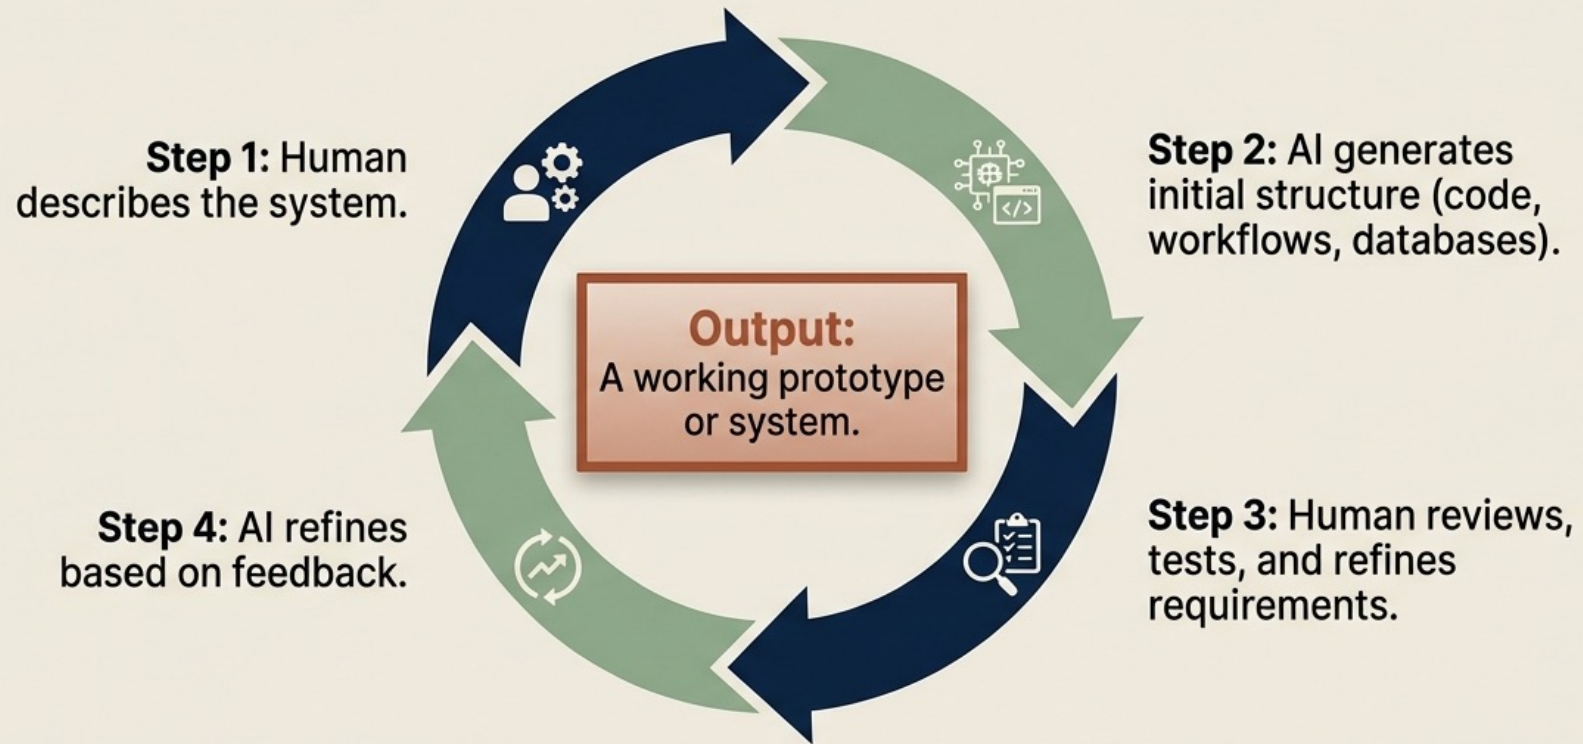 Step 1: Human
describes the system.
Step 2: AI generates
initial structure (code,
workflows, databases).
Output:
A working prototype
or system.
Step 3: Human reviews,
tests, and refines
requirements.
Step 4: AI refines
based on feedback.